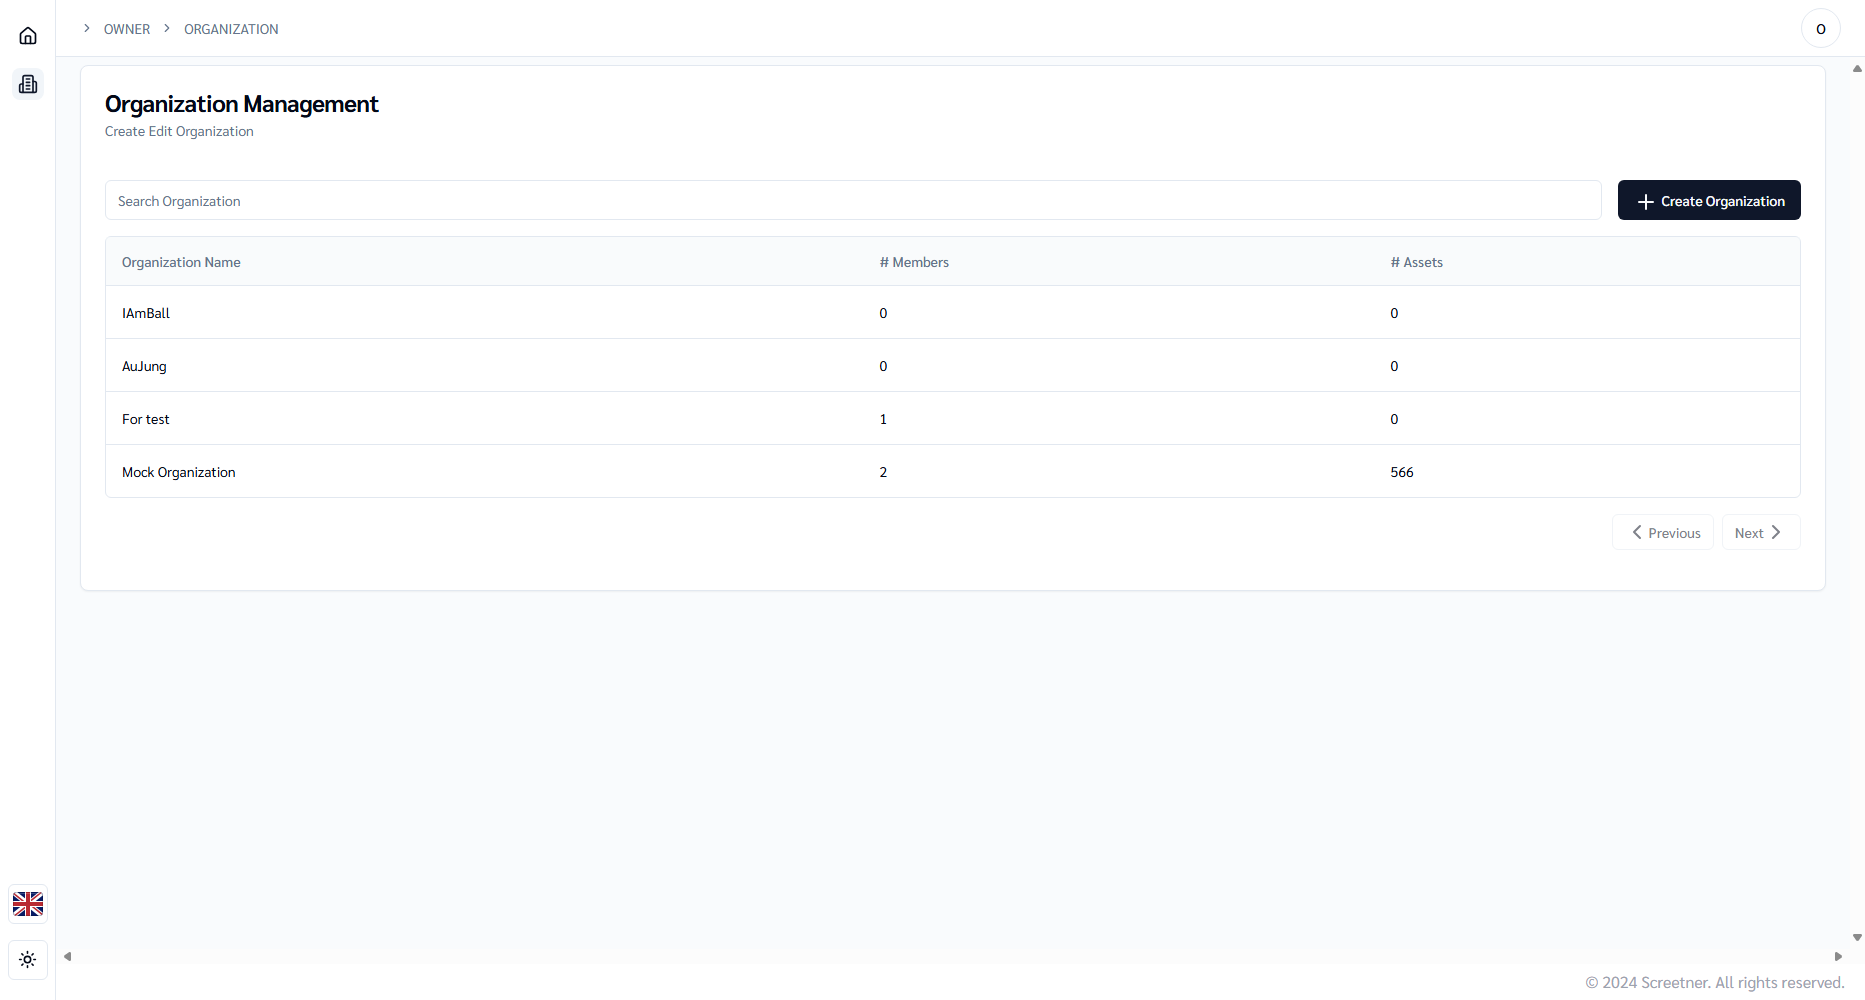 OWNER
ORGANIZATION
O
Organization Management
Create Edit Organization
Search Organization
Create Organization
Organization Name # Members # Assets
IAmBall 0 0
AuJung 0 0
For test 1 0
Mock Organization 2 566
Previous
Next
© 2024 Screetner. All rights reserved.